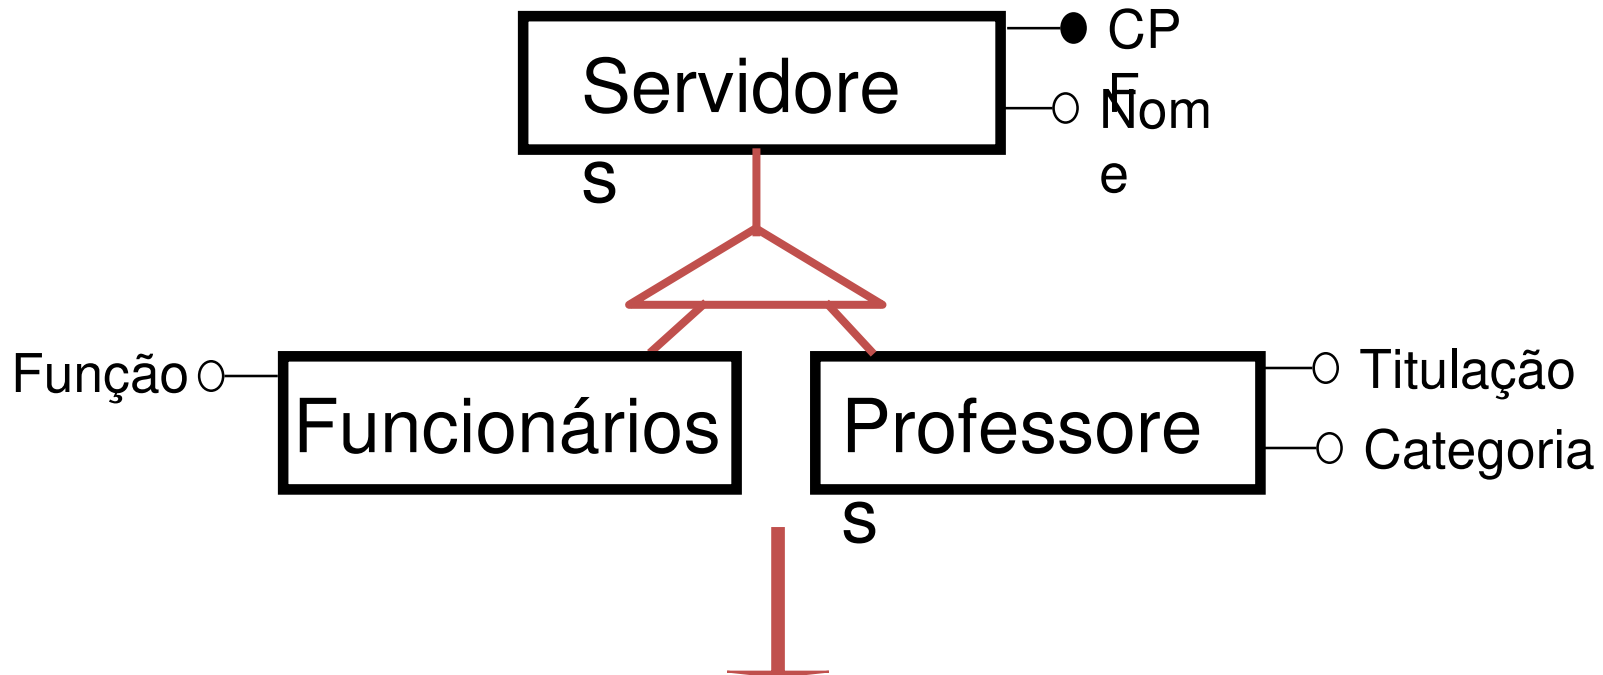 Servidore
s
CP
F
Nom
e
Função
Funcionários
Professore
s
Titulação
Categoria